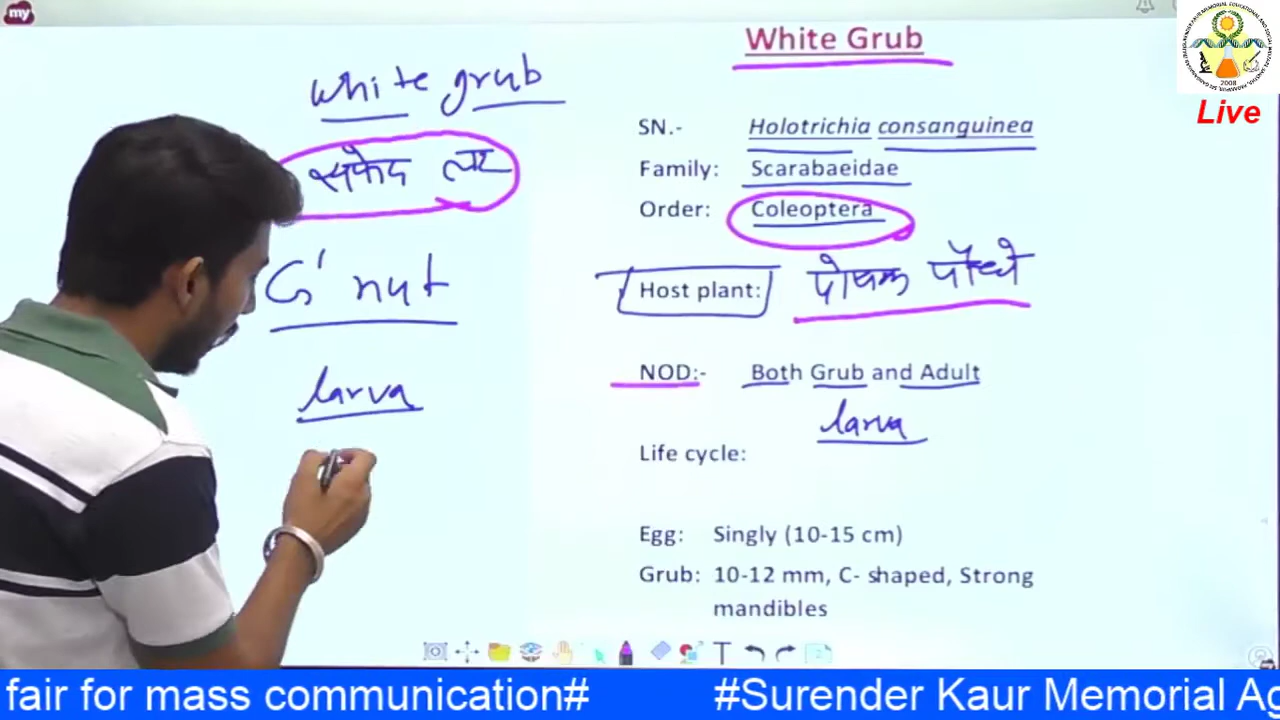 my
White Grub
Live
white grub
SN.- Holotrichia consanguinea
सफेद लट
Family: Scarabaeidae
Order: Coleoptera
G'nut
Host plant: पोषक पौधे
NOD:- Both Grub and Adult
larva
larva
Life cycle:
Egg: Singly (10-15 cm)
Grub: 10-12 mm, C- shaped, Strong
mandibles
fair for mass communication# #Surender Kaur Memorial Ag